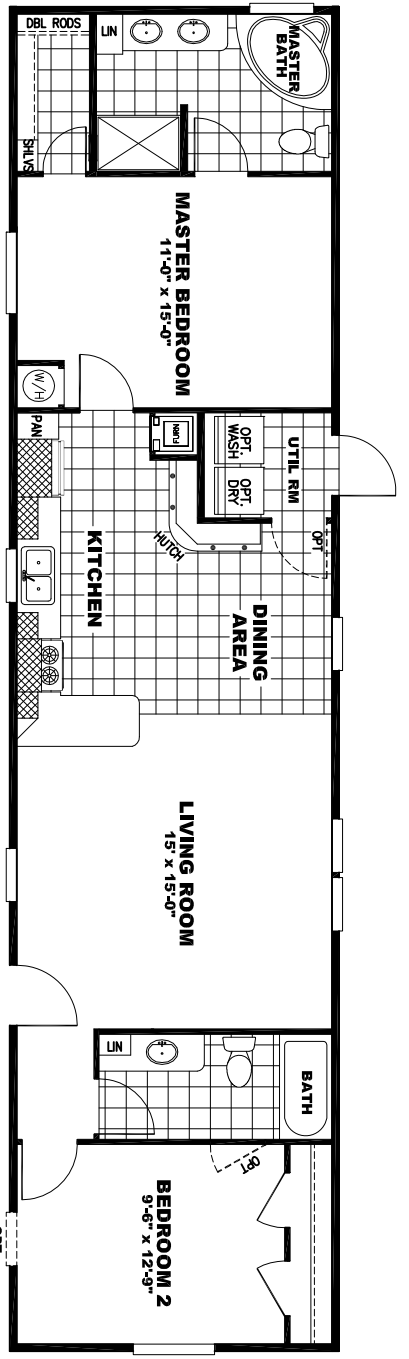 DBL RODS
LIN
MASTER
BATH
SHLVS
MASTER BEDROOM
11'-0" x 15'-0"
W/H
PAN
FURN
OPT.
WASH
OPT.
DRY
UTIL RM
OPT
HUTCH
KITCHEN
DINING
AREA
LIVING ROOM
15' x 15'-0"
LIN
BATH
OPT
BEDROOM 2
9'-6" x 12'-9"